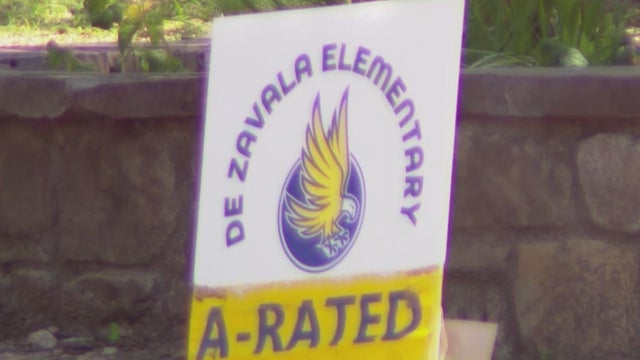 DE ZAVALA ELEMENTARY
A-RATED